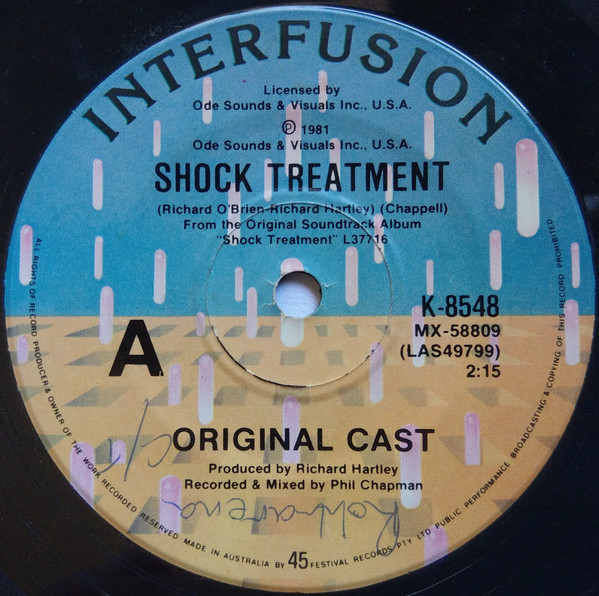 INTERFUSION
Licensed by
Ode Sounds & Visuals Inc., U.S.A.
℗ 1981
Ode Sounds & Visuals Inc., U.S.A.
SHOCK TREATMENT
(Richard O'Brien-Richard Hartley) (Chappell)
From the Original Soundtrack Album
"Shock Treatment" L37716
K-8548
MX-58809
(LAS49799)
2:15
A
ORIGINAL CAST
Produced by Richard Hartley
Recorded & Mixed by Phil Chapman
ALL RIGHTS OF RECORD PRODUCER & OWNER OF THE WORK RECORDED RESERVED MADE IN AUSTRALIA BY 45 FESTIVAL RECORDS PTY LTD PUBLIC PERFORMANCE BROADCASTING & COPYING OF THIS RECORD PROHIBITED